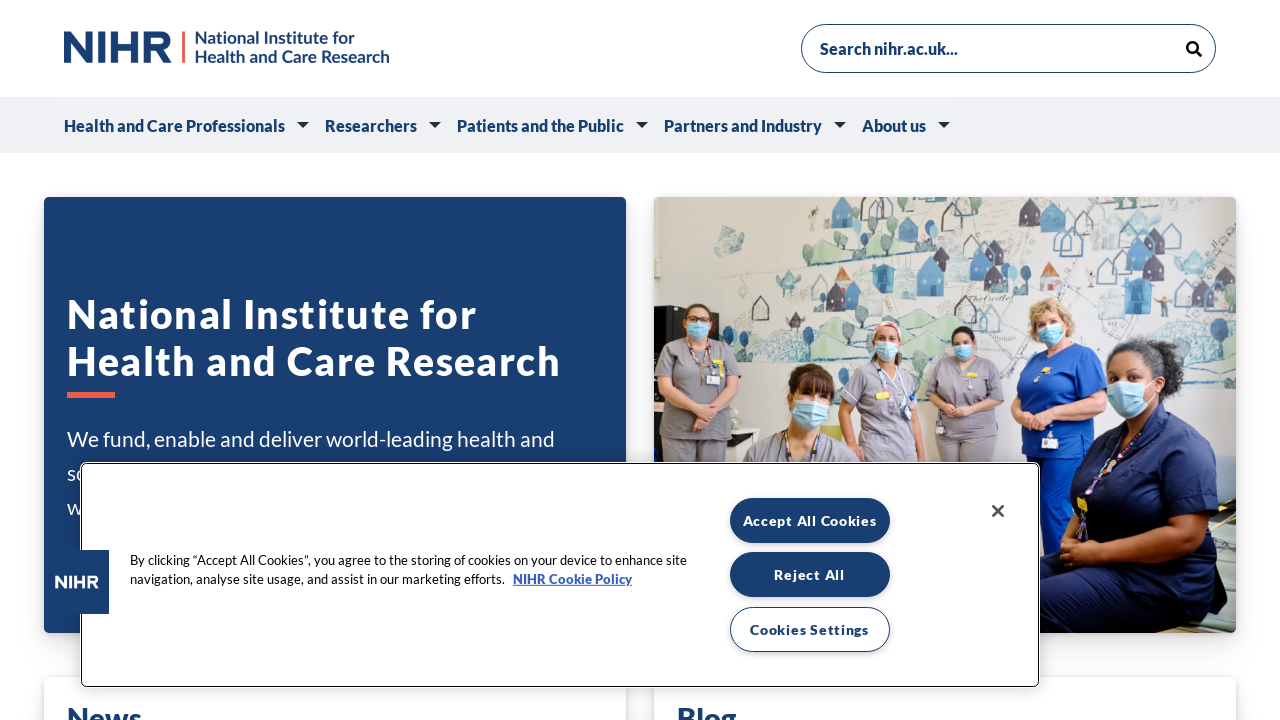 NIHR | National Institute for
Health and Care Research
Search nihr.ac.uk...
Health and Care Professionals
Researchers
Patients and the Public
Partners and Industry
About us
National Institute for
Health and Care Research
We fund, enable and deliver world-leading health and
By clicking “Accept All Cookies”, you agree to the storing of cookies on your device to enhance site
navigation, analyse site usage, and assist in our marketing efforts. NIHR Cookie Policy
NIHR
Accept All Cookies
Reject All
Cookies Settings
News
Blog